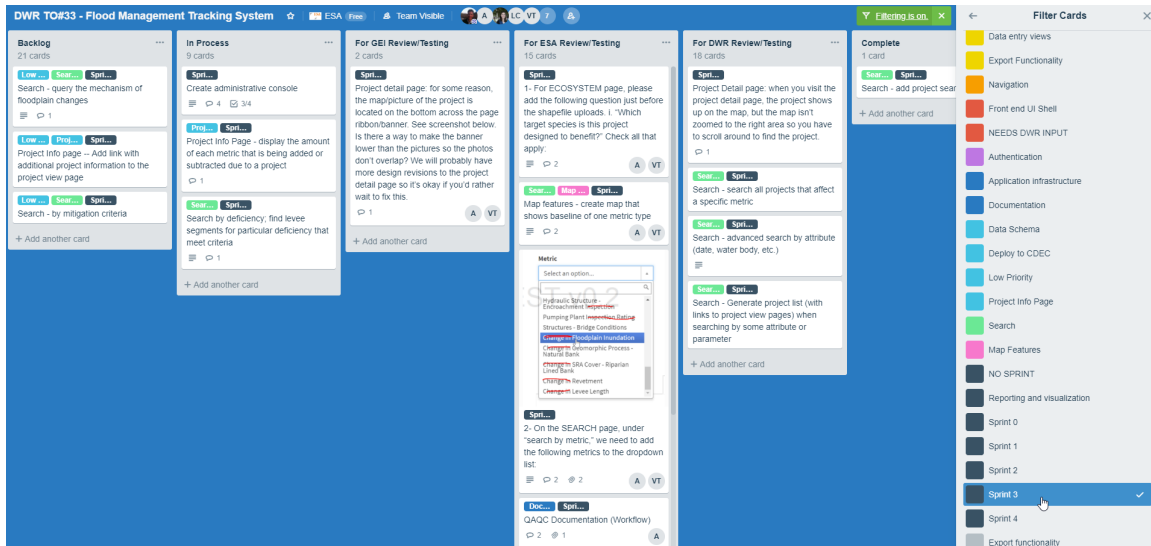 DWR TO#33 - Flood Management Tracking System
ESA Free
Team Visible
A
LC
VT
7
Filtering is on.
Backlog
21 cards
Low ... Sear... Spri...
Search - query the mechanism of
floodplain changes
1
Low ... Proj... Spri...
Project Info page -- Add link with
additional project information to the
project view page
Low ... Sear... Spri...
Search - by mitigation criteria
+ Add another card
In Process
9 cards
Spri...
Create administrative console
4 3/4
Proj... Spri...
Project Info Page - display the amount
of each metric that is being added or
subtracted due to a project
1
Sear... Spri...
Search by deficiency; find levee
segments for particular deficiency that
meet criteria
1
+ Add another card
For GEI Review/Testing
2 cards
Spri...
Project detail page: for some reason,
the map/picture of the project is
located on the bottom across the page
ribbon/banner. See screenshot below.
Is there a way to make the banner
lower than the pictures so the photos
don't overlap? We will probably have
more design revisions to the project
detail page so it's okay if you'd rather
wait to fix this.
1
A VT
+ Add another card
For ESA Review/Testing
15 cards
Spri...
1- For ECOSYSTEM page, please
add the following question just before
the shapefile uploads. i. "Which
target species is this project
designed to benefit?" Check all that
apply:
2
A VT
Sear... Map ... Spri...
Map features - create map that
shows baseline of one metric type
2
A VT
Metric
Select an option...
Hydraulic Structure -
Encroachment Inspection
Pumping Plant Inspection Rating
Structures - Bridge Conditions
Change in Floodplain Inundation
Change in Geomorphic Process -
Natural Bank
Change in SRA Cover - Riparian
Lined Bank
Change in Revetment
Change in Levee Length
Spri...
2- On the SEARCH page, under
"search by metric," we need to add
the following metrics to the dropdown
list:
2 2
A VT
Doc... Spri...
QAQC Documentation (Workflow)
2 1
A
For DWR Review/Testing
18 cards
Spri...
Project Detail page: when you visit the
project detail page, the project shows
up on the map, but the map isn't
zoomed to the right area so you have
to scroll around to find the project.
1
Sear... Spri...
Search - search all projects that affect
a specific metric
Sear... Spri...
Search - advanced search by attribute
(date, water body, etc.)
Sear... Spri...
Search - Generate project list (with
links to project view pages) when
searching by some attribute or
parameter
+ Add another card
Complete
1 card
Sear... Spri...
Search - add project sear
+ Add another card
Filter Cards
Data entry views
Export Functionality
Navigation
Front end UI Shell
NEEDS DWR INPUT
Authentication
Application infrastructure
Documentation
Data Schema
Deploy to CDEC
Low Priority
Project Info Page
Search
Map Features
NO SPRINT
Reporting and visualization
Sprint 0
Sprint 1
Sprint 2
Sprint 3
Sprint 4
Export functionality